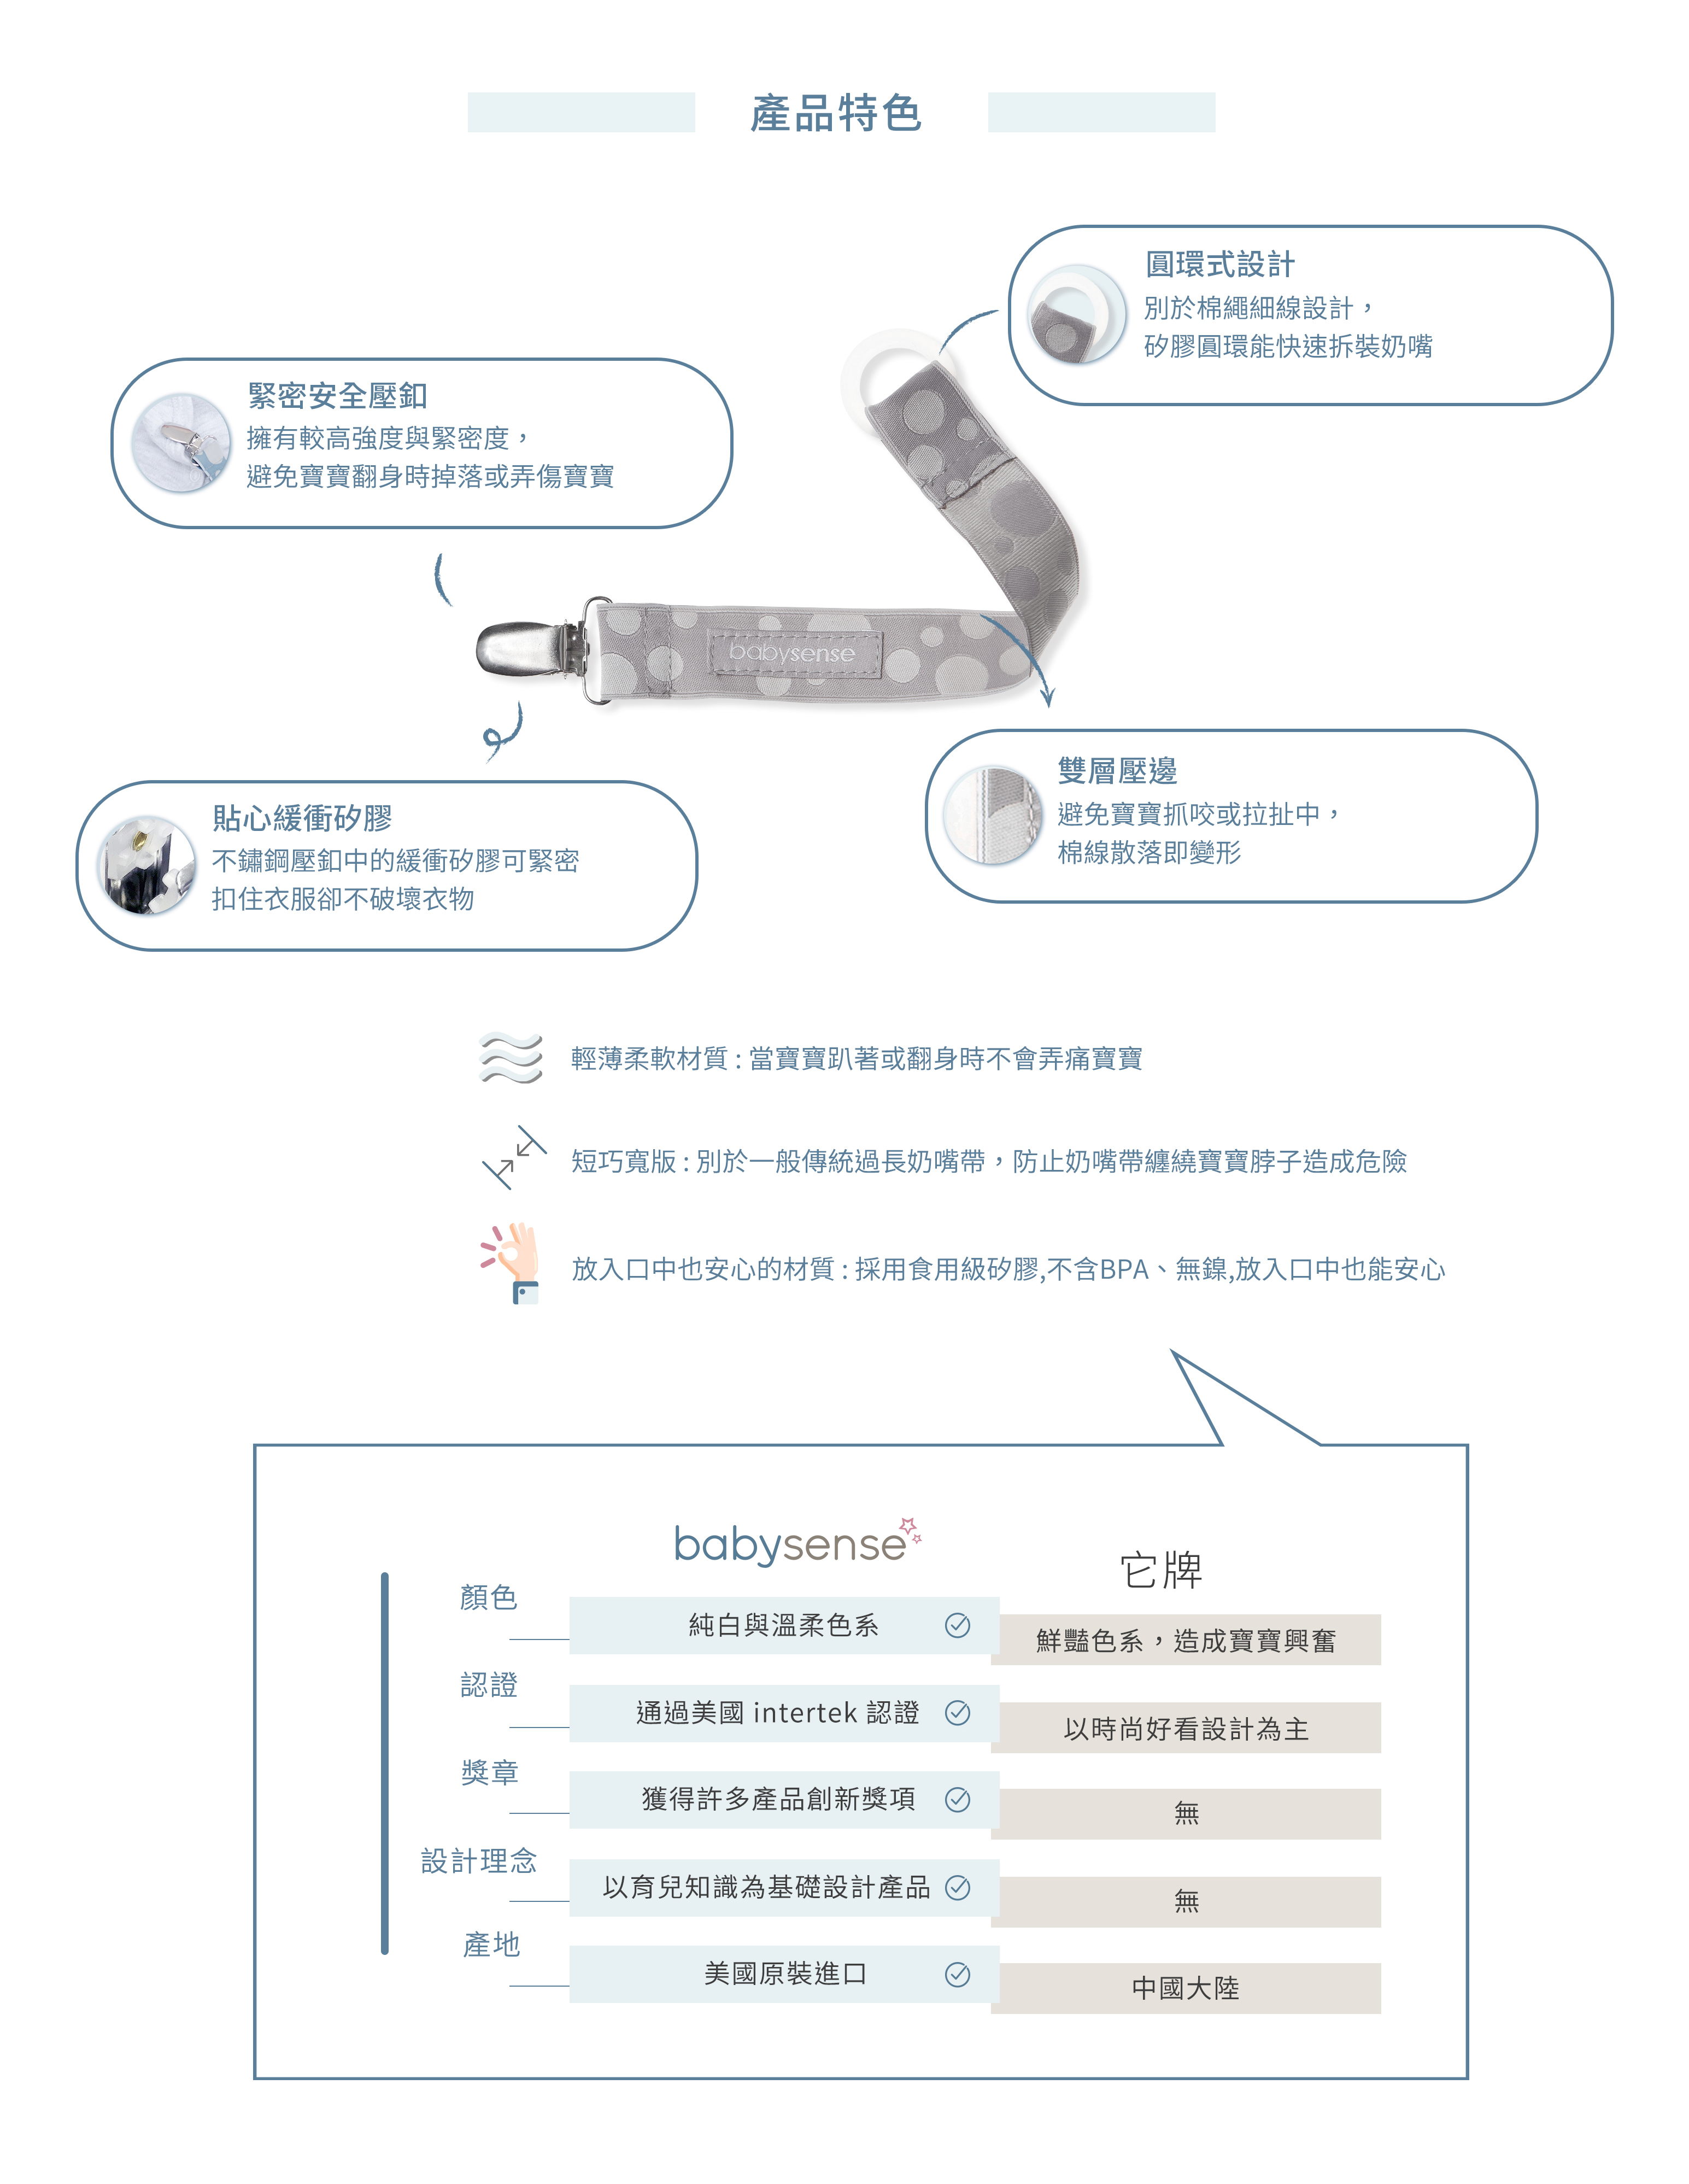 產品特色
圓環式設計
別於棉繩細線設計，
矽膠圓環能快速拆裝奶嘴
緊密安全壓釦
擁有較高強度與緊密度，
避免寶寶翻身時掉落或弄傷寶寶
babysense
雙層壓邊
避免寶寶抓咬或拉扯中，
棉線散落即變形
貼心緩衝矽膠
不鏽鋼壓釦中的緩衝矽膠可緊密
扣住衣服卻不破壞衣物
輕薄柔軟材質 : 當寶寶趴著或翻身時不會弄痛寶寶
短巧寬版 : 別於一般傳統過長奶嘴帶，防止奶嘴帶纏繞寶寶脖子造成危險
放入口中也安心的材質 : 採用食用級矽膠,不含BPA、無鎳,放入口中也能安心
babysense
它牌
顏色
純白與溫柔色系
鮮豔色系，造成寶寶興奮
認證
通過美國 intertek 認證
以時尚好看設計為主
獎章
獲得許多產品創新獎項
無
設計理念
以育兒知識為基礎設計產品
無
產地
美國原裝進口
中國大陸